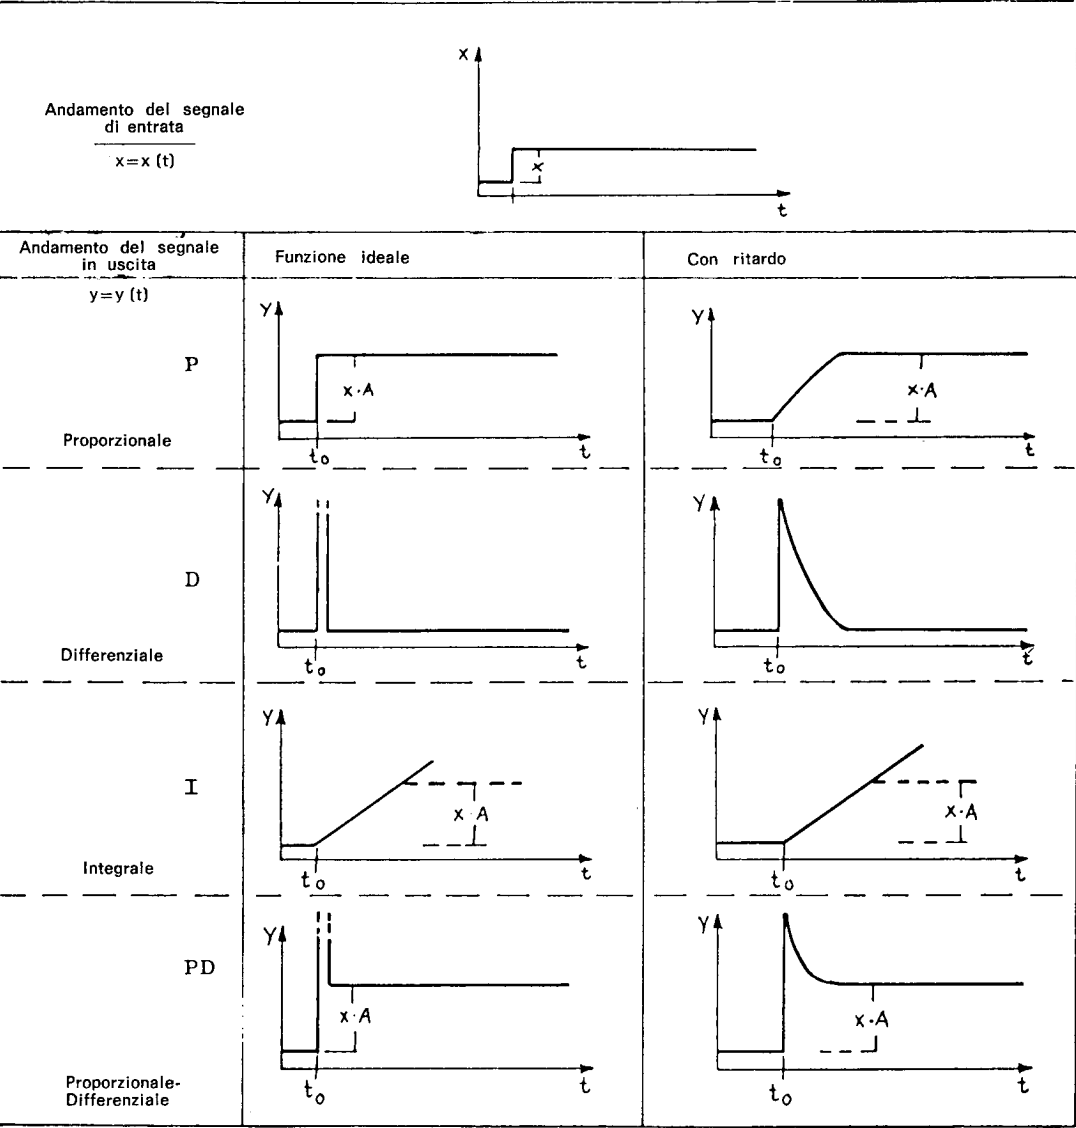 x
Andamento del segnale
di entrata
x=x (t)
x
t
Andamento del segnale
in uscita
Funzione ideale
Con ritardo
y=y (t)
P
Proporzionale
Y
x·A
t₀
t
Y
x·A
t₀
t
D
Differenziale
Y
t₀
t
Y
t₀
t
I
Integrale
Y
x·A
t₀
t
Y
x·A
t₀
t
PD
Proporzionale-
Differenziale
Y
x·A
t₀
t
Y
x·A
t₀
t